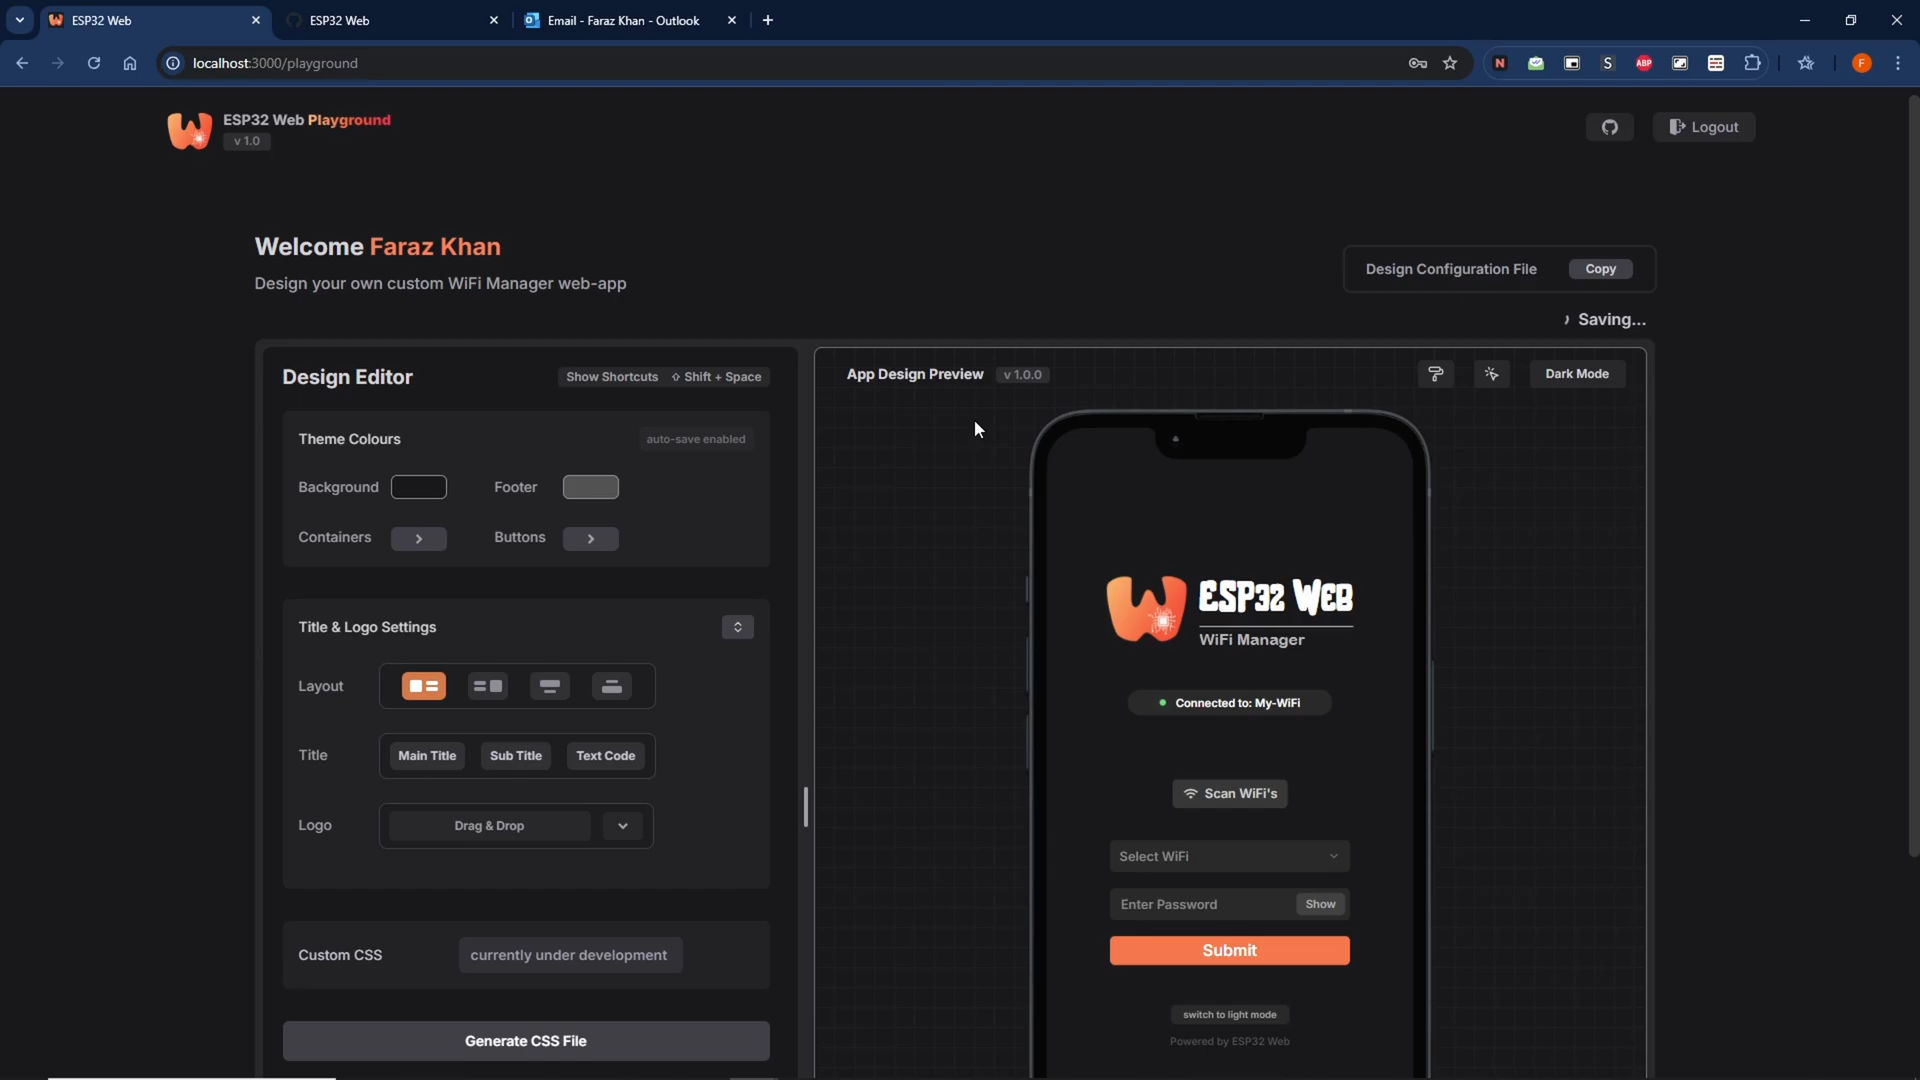 ESP32 Web
ESP32 Web
Email - Faraz Khan - Outlook
localhost:3000/playground
N
S
ABP
F
ESP32 Web Playground
v 1.0
Logout
Welcome Faraz Khan
Design your own custom WiFi Manager web-app
Design Configuration File
Copy
Saving...
Design Editor
Show Shortcuts ⇧ Shift + Space
App Design Preview
v 1.0.0
Dark Mode
Theme Colours
auto-save enabled
Background
Footer
Containers
Buttons
Title & Logo Settings
Layout
Title
Main Title
Sub Title
Text Code
Logo
Drag & Drop
Custom CSS
currently under development
Generate CSS File
ESP32 WEB
WiFi Manager
Connected to: My-WiFi
Scan WiFi's
Select WiFi
Enter Password
Show
Submit
switch to light mode
Powered by ESP32 Web